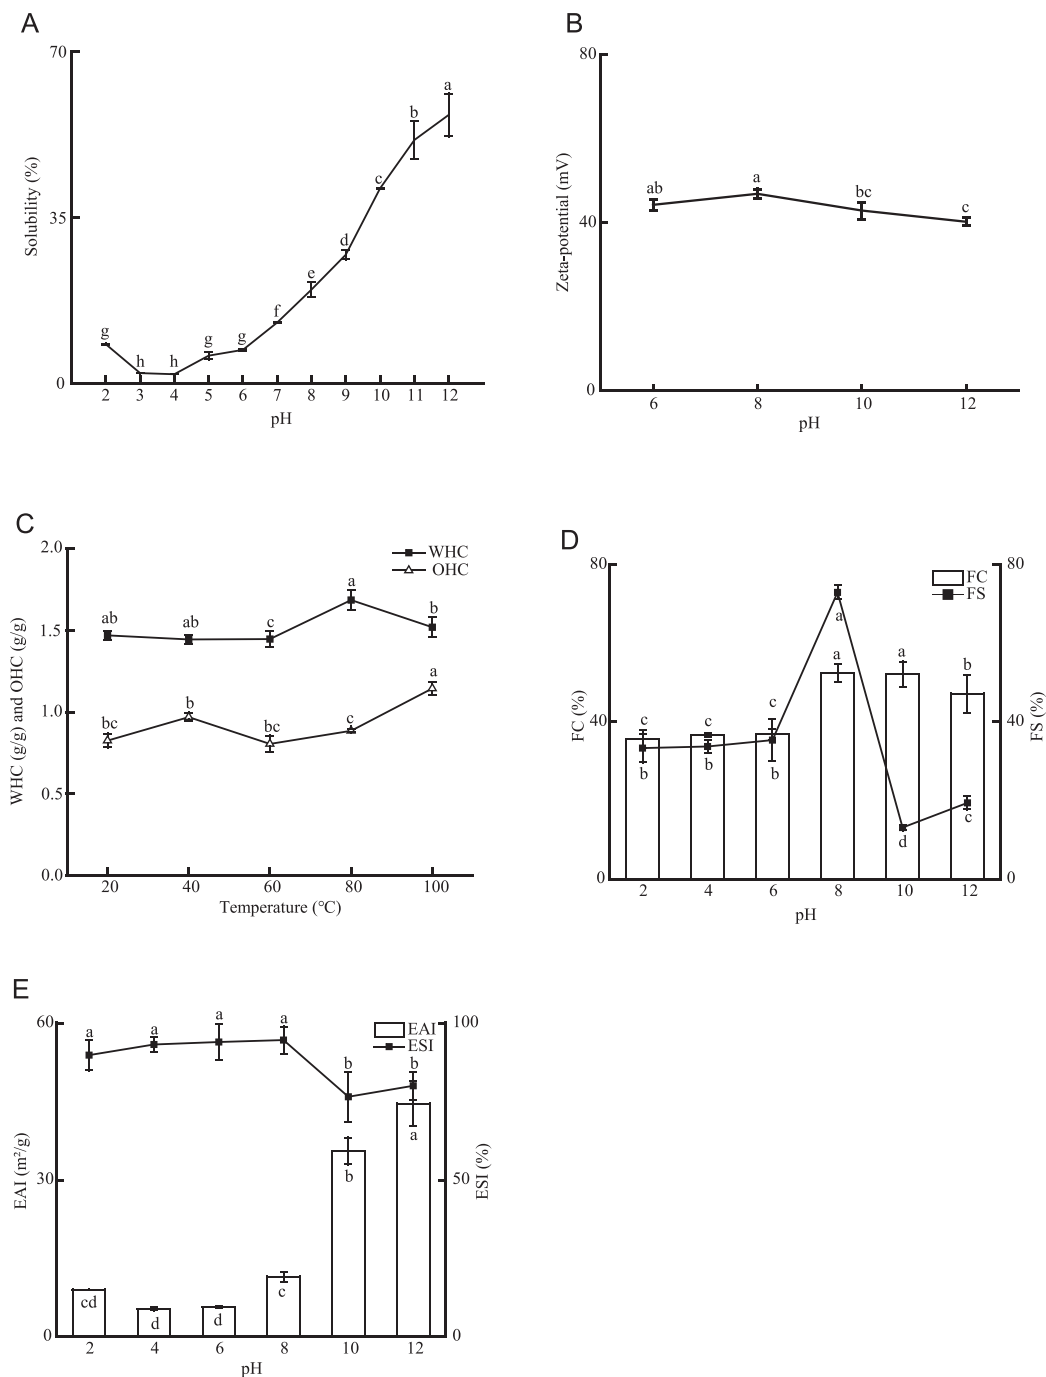 A
70
35
0
Solubility (%)
g
h
h
g
g
f
e
d
c
b
a
2 3 4 5 6 7 8 9 10 11 12
pH
B
80
40
0
Zeta-potential (mV)
ab
a
bc
c
6 8 10 12
pH
C
2.0
1.5
1.0
0.5
0.0
WHC (g/g) and OHC (g/g)
WHC
OHC
ab ab c a b
bc b bc c a
20 40 60 80 100
Temperature (°C)
D
80
40
0
FC (%)
FC
FS
80
40
0
FS (%)
c c c a a b
b b b a d c
2 4 6 8 10 12
pH
E
60
30
0
EAI (m²/g)
EAI
ESI
100
50
0
ESI (%)
a a a a b b
cd d d c b a
2 4 6 8 10 12
pH